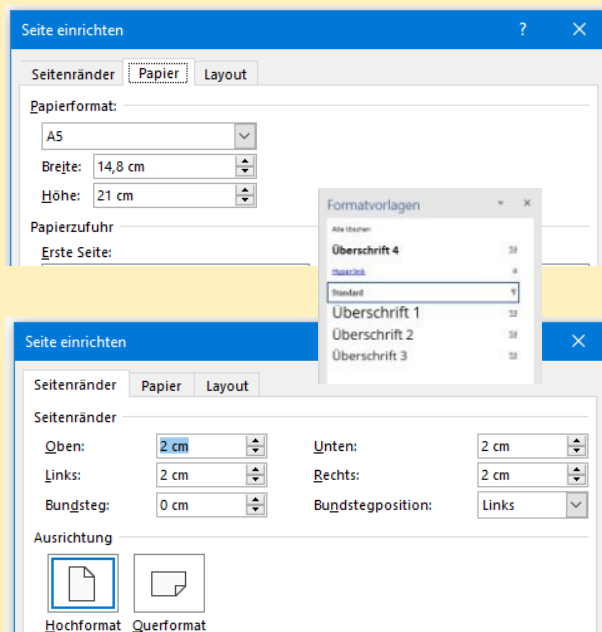 Seite einrichten ?
Seitenränder Papier Layout
Papierformat:
A5
Breite: 14,8 cm
Höhe: 21 cm
Papierzufuhr
Erste Seite:
Formatvorlagen
Alle löschen
Überschrift 4
Hyperlink
Standard
Überschrift 1
Überschrift 2
Überschrift 3
Seite einrichten
Seitenränder Papier Layout
Seitenränder
Oben: 2 cm Unten: 2 cm
Links: 2 cm Rechts: 2 cm
Bundsteg: 0 cm Bundstegposition: Links
Ausrichtung
Hochformat Querformat